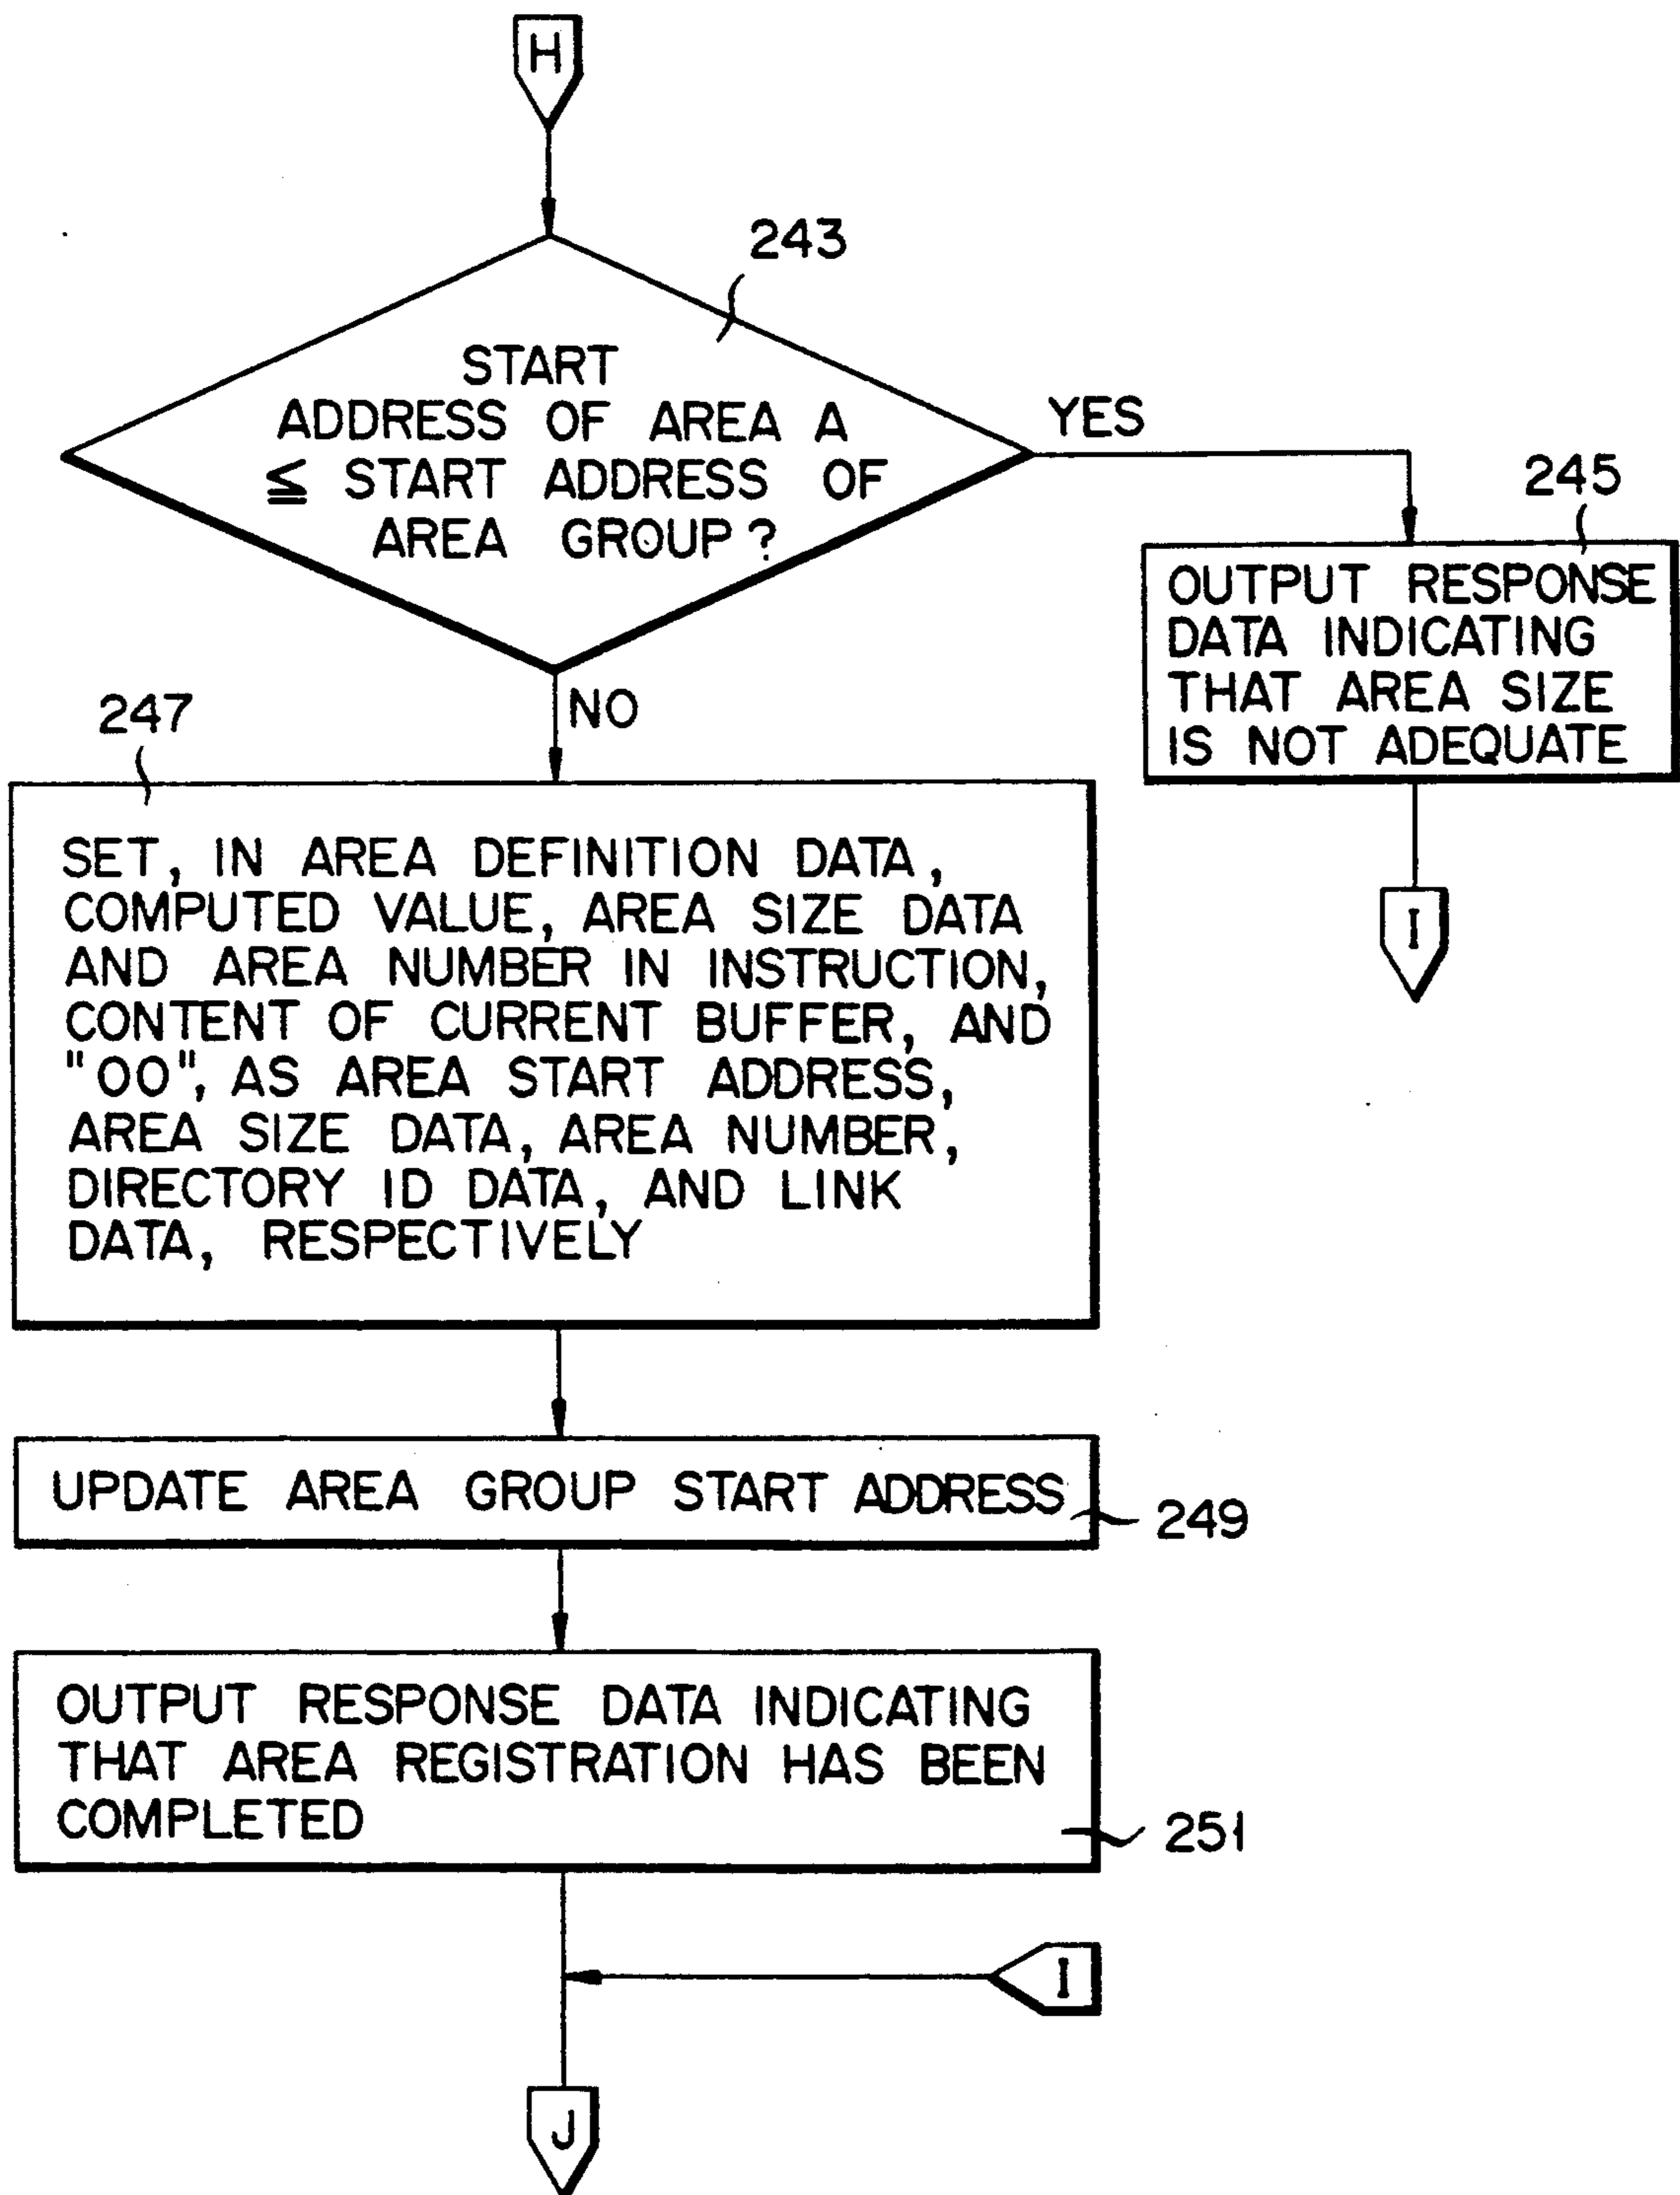 H
243
START
ADDRESS OF AREA A
≦ START ADDRESS OF
AREA GROUP?
YES
NO
245
OUTPUT RESPONSE
DATA INDICATING
THAT AREA SIZE
IS NOT ADEQUATE
I
247
SET, IN AREA DEFINITION DATA,
COMPUTED VALUE, AREA SIZE DATA
AND AREA NUMBER IN INSTRUCTION,
CONTENT OF CURRENT BUFFER, AND
"00", AS AREA START ADDRESS,
AREA SIZE DATA, AREA NUMBER,
DIRECTORY ID DATA, AND LINK
DATA, RESPECTIVELY
UPDATE AREA GROUP START ADDRESS
249
OUTPUT RESPONSE DATA INDICATING
THAT AREA REGISTRATION HAS BEEN
COMPLETED
251
I
J